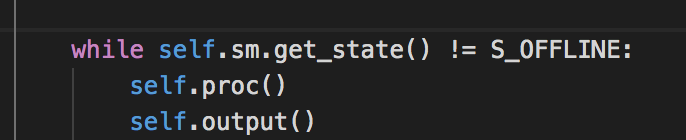 while self.sm.get_state() != S_OFFLINE:
    self.proc()
    self.output()